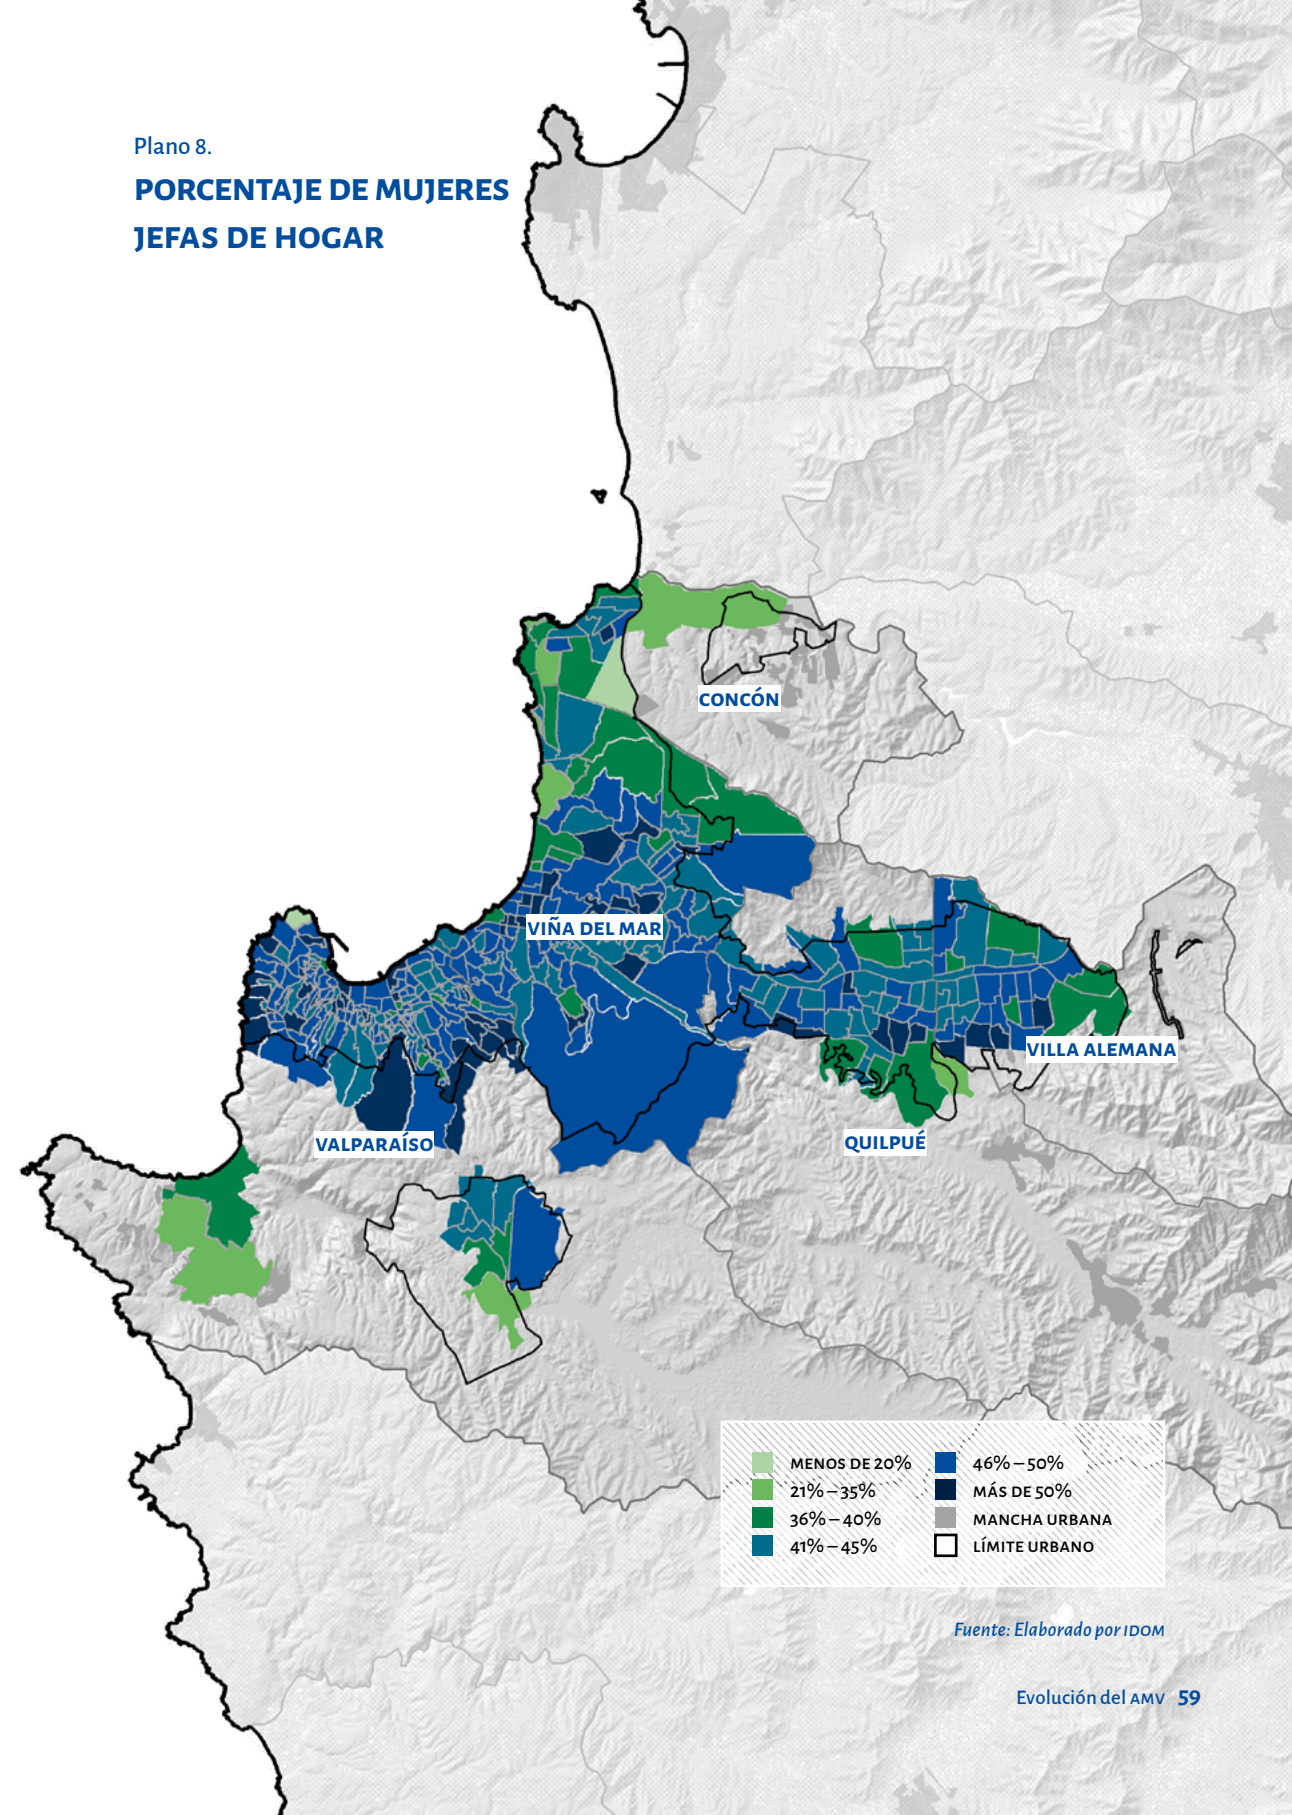 Plano 8.
PORCENTAJE DE MUJERES
JEFAS DE HOGAR
CONCÓN
VIÑA DEL MAR
VILLA ALEMANA
VALPARAÍSO
QUILPUÉ
MENOS DE 20%
21% – 35%
36% – 40%
41% – 45%
46% – 50%
MÁS DE 50%
MANCHA URBANA
LÍMITE URBANO
Fuente: Elaborado por IDOM
Evolución del AMV 59